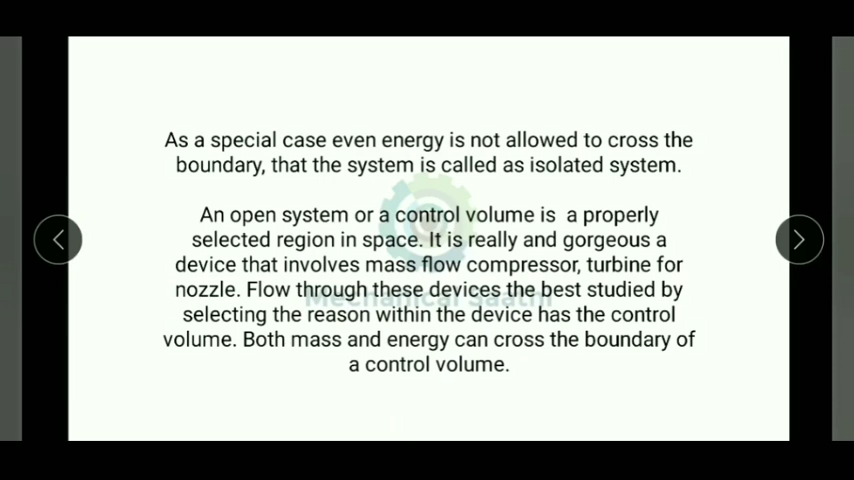 As a special case even energy is not allowed to cross the
boundary, that the system is called as isolated system.
An open system or a control volume is a properly
selected region in space. It is really and gorgeous a
device that involves mass flow compressor, turbine for
nozzle. Flow through these devices the best studied by
selecting the reason within the device has the control
volume. Both mass and energy can cross the boundary of
a control volume.
Mechanical Saathi